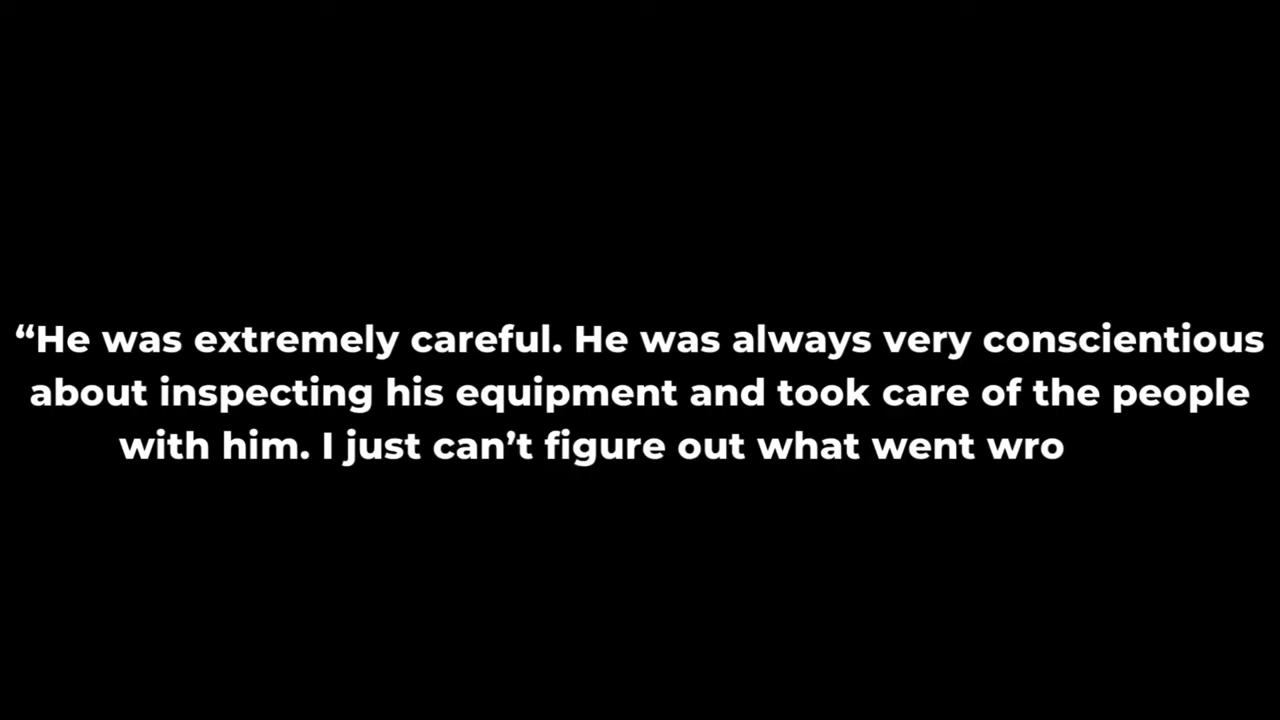 “He was extremely careful. He was always very conscientious
about inspecting his equipment and took care of the people
with him. I just can’t figure out what went wro